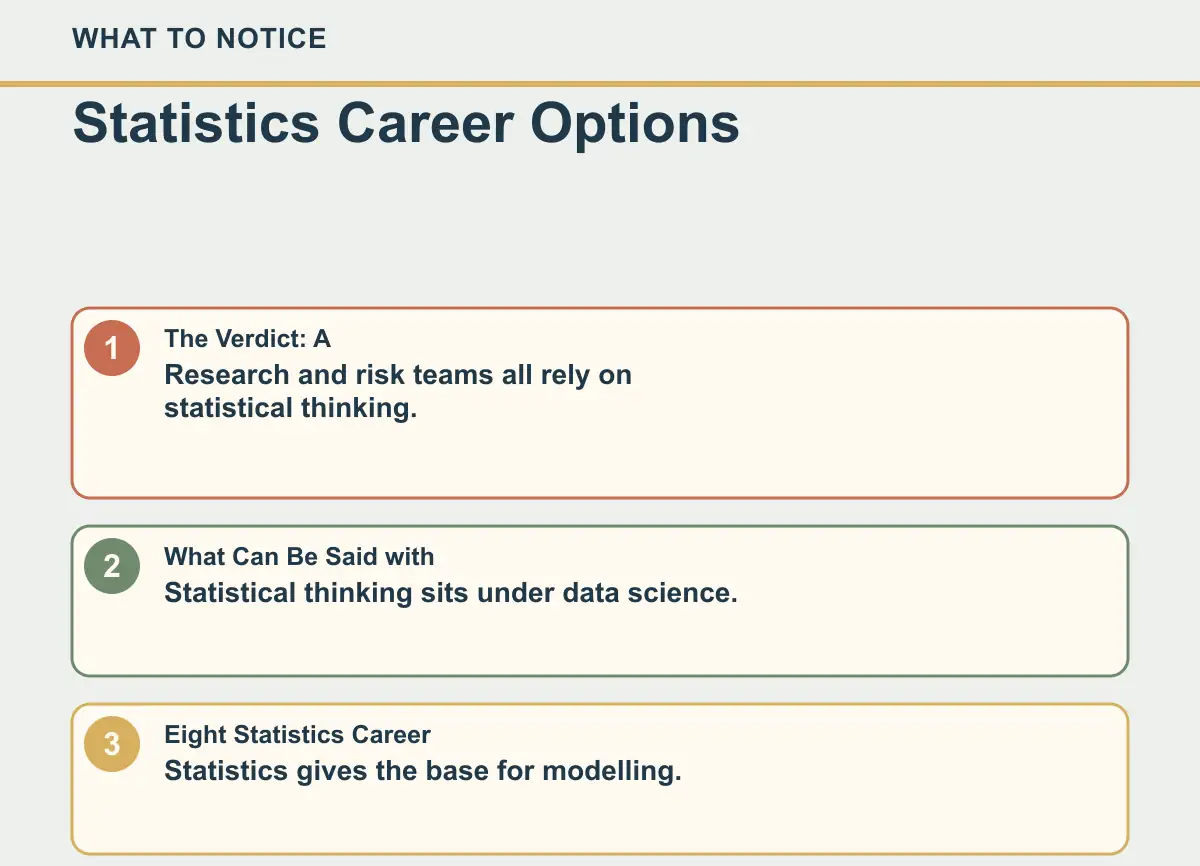 WHAT TO NOTICE
Statistics Career Options
1
The Verdict: A
Research and risk teams all rely on
statistical thinking.
2
What Can Be Said with
Statistical thinking sits under data science.
3
Eight Statistics Career
Statistics gives the base for modelling.